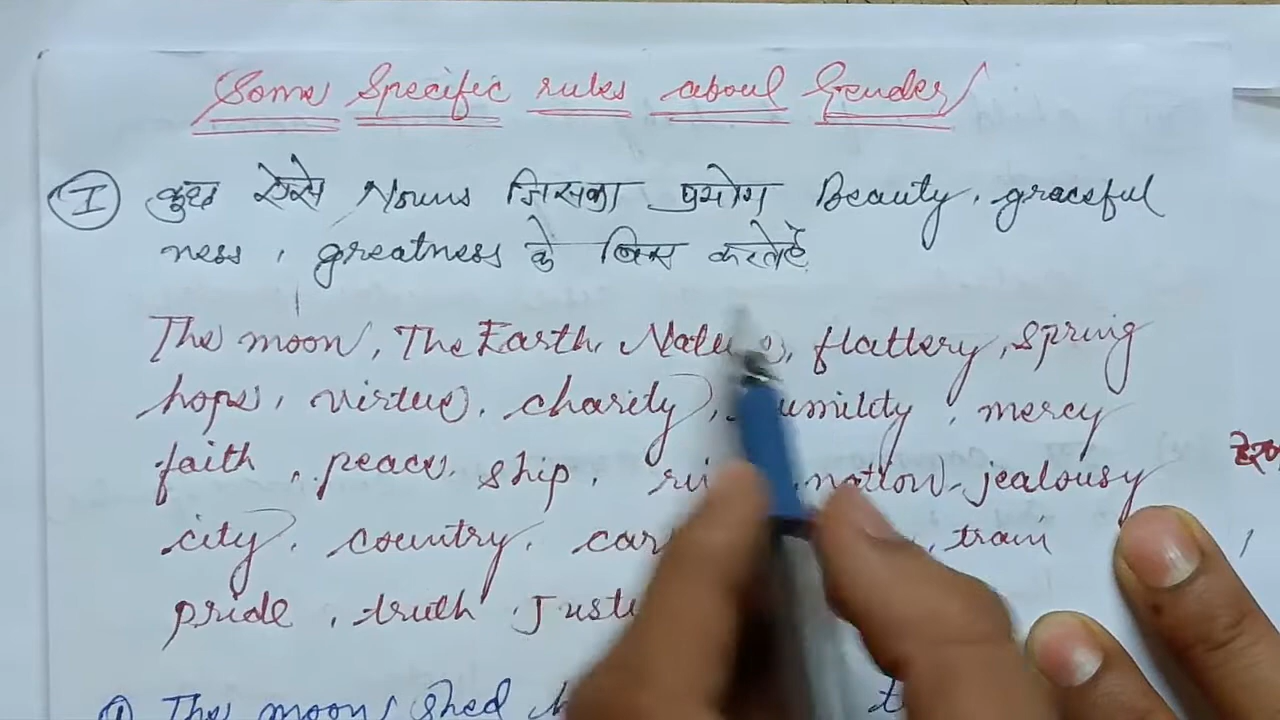 Some Specific rules about Gender
(I) कुछ ऐसे Nouns जिसका प्रयोग Beauty, graceful
ness, greatness के लिए करते हैं
The moon, The Earth, Nature, flattery, spring
hope, virtue, charity, humility, mercy
faith, peace, ship, nation, jealousy
city, country, car, train
pride, truth
① The moon shed